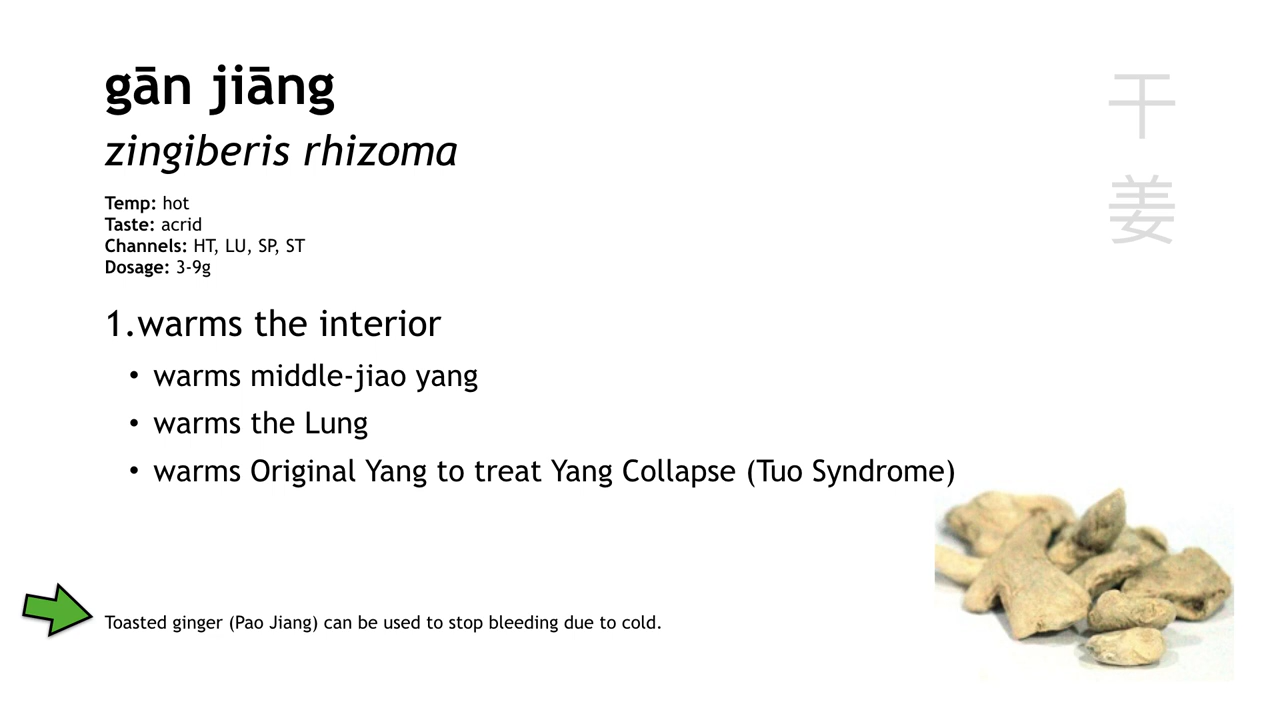 gān jiāng
zingiberis rhizoma
Temp: hot
Taste: acrid
Channels: HT, LU, SP, ST
Dosage: 3-9g
1.warms the interior
• warms middle-jiao yang
• warms the Lung
• warms Original Yang to treat Yang Collapse (Tuo Syndrome)
Toasted ginger (Pao Jiang) can be used to stop bleeding due to cold.
干
姜